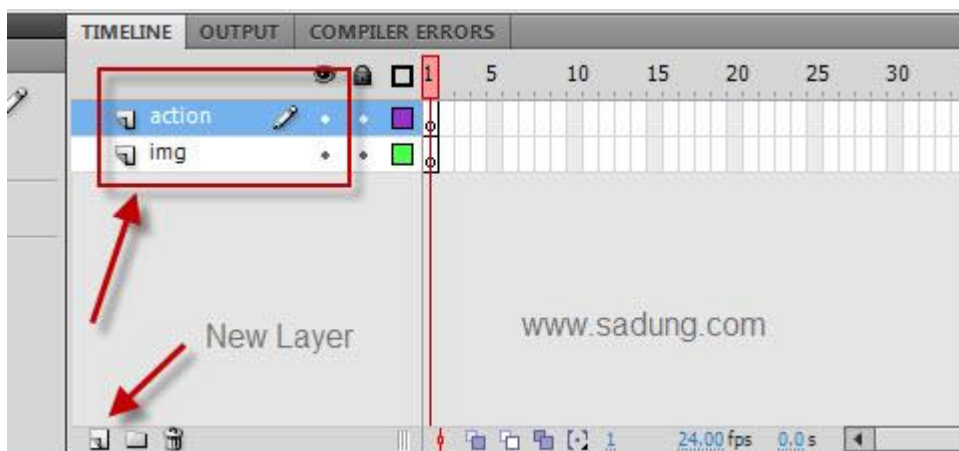 TIMELINE OUTPUT COMPILER ERRORS
1 5 10 15 20 25 30
action
img
New Layer www.sadung.com
1 24.00 fps 0.0 s